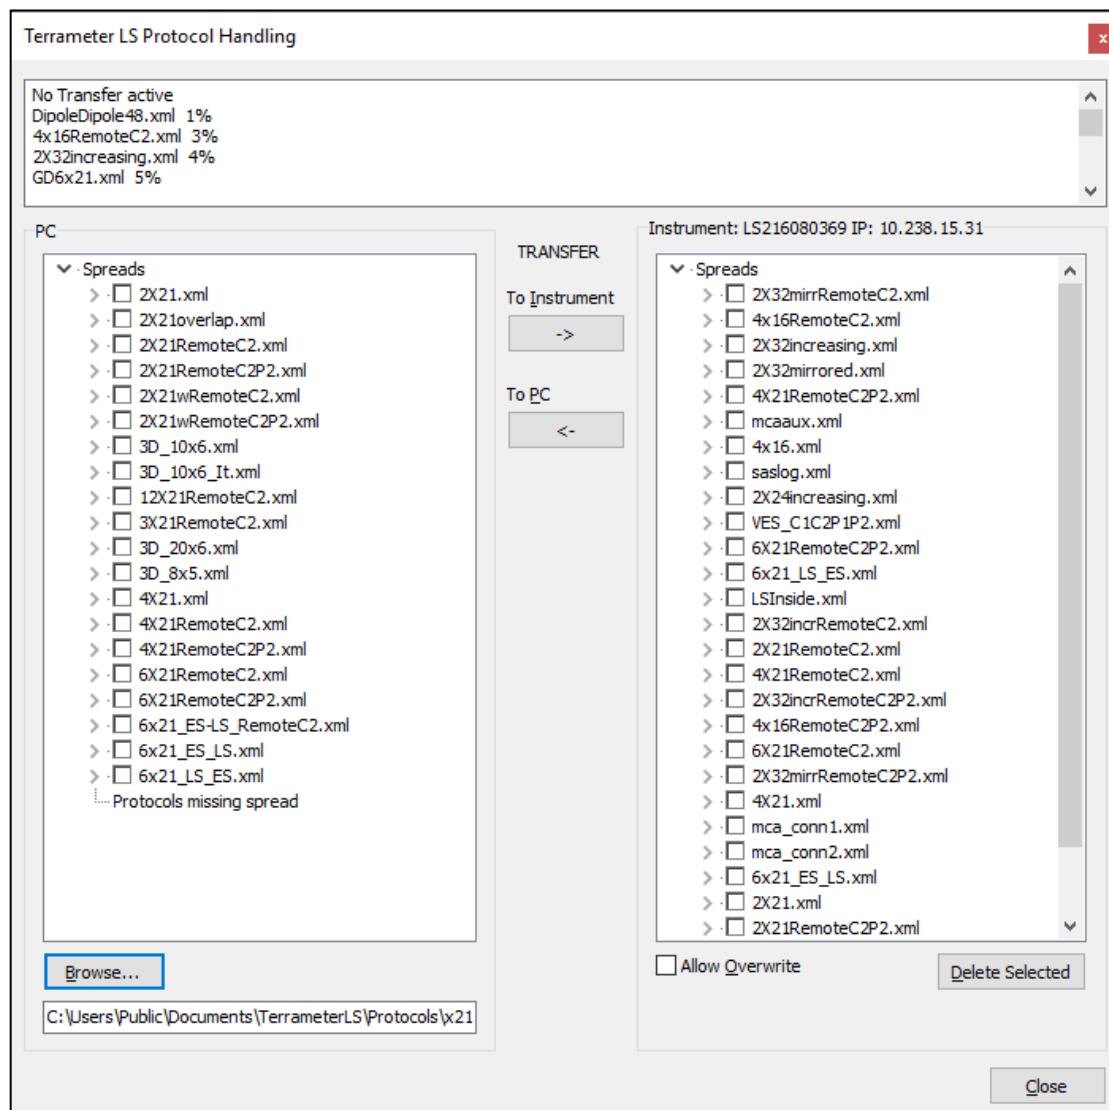 Terrameter LS Protocol Handling
x
No Transfer active
DipoleDipole48.xml 1%
4x16RemoteC2.xml 3%
2X32increasing.xml 4%
GD6x21.xml 5%
PC
Spreads
2X21.xml
2X21overlap.xml
2X21RemoteC2.xml
2X21RemoteC2P2.xml
2X21wRemoteC2.xml
2X21wRemoteC2P2.xml
3D_10x6.xml
3D_10x6_It.xml
12X21RemoteC2.xml
3X21RemoteC2.xml
3D_20x6.xml
3D_8x5.xml
4X21.xml
4X21RemoteC2.xml
4X21RemoteC2P2.xml
6X21RemoteC2.xml
6X21RemoteC2P2.xml
6x21_ES-LS_RemoteC2.xml
6x21_ES_LS.xml
6x21_LS_ES.xml
Protocols missing spread
Browse...
C:\Users\Public\Documents\TerrameterLS\Protocols\x21
TRANSFER
To Instrument
->
To PC
<-
Instrument: LS216080369 IP: 10.238.15.31
Spreads
2X32mirrRemoteC2.xml
4x16RemoteC2.xml
2X32increasing.xml
2X32mirrored.xml
4X21RemoteC2P2.xml
mcaaux.xml
4x16.xml
saslog.xml
2X24increasing.xml
VES_C1C2P1P2.xml
6X21RemoteC2P2.xml
6x21_LS_ES.xml
LSInside.xml
2X32incrRemoteC2.xml
2X21RemoteC2.xml
4X21RemoteC2.xml
2X32incrRemoteC2P2.xml
4x16RemoteC2P2.xml
6X21RemoteC2.xml
2X32mirrRemoteC2P2.xml
4X21.xml
mca_conn1.xml
mca_conn2.xml
6x21_ES_LS.xml
2X21.xml
2X21RemoteC2P2.xml
Allow Overwrite
Delete Selected
Close